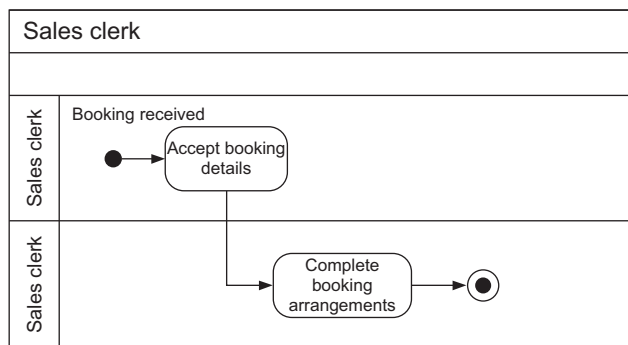 Sales clerk
Sales clerk
Booking received
Accept booking
details
Sales clerk
Complete
booking
arrangements